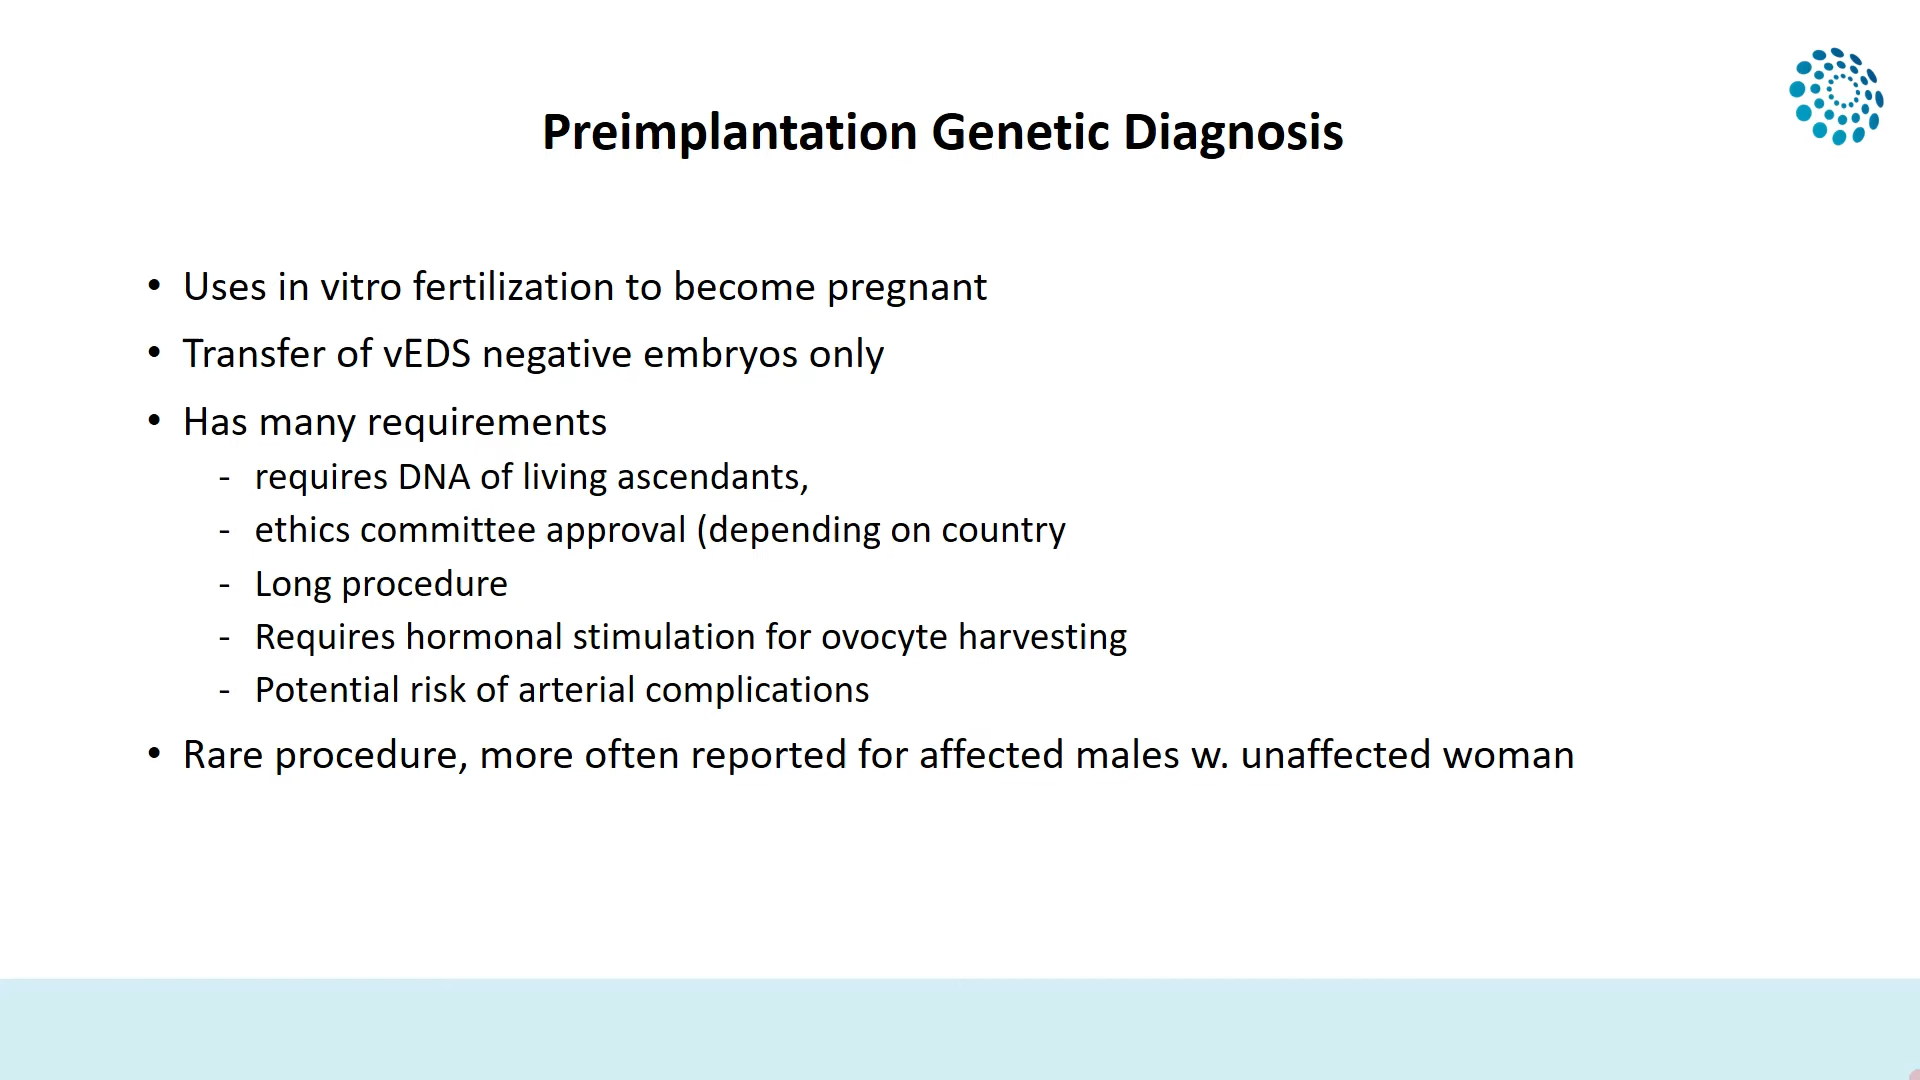 Preimplantation Genetic Diagnosis
• Uses in vitro fertilization to become pregnant
• Transfer of vEDS negative embryos only
• Has many requirements
- requires DNA of living ascendants,
- ethics committee approval (depending on country
- Long procedure
- Requires hormonal stimulation for ovocyte harvesting
- Potential risk of arterial complications
• Rare procedure, more often reported for affected males w. unaffected woman